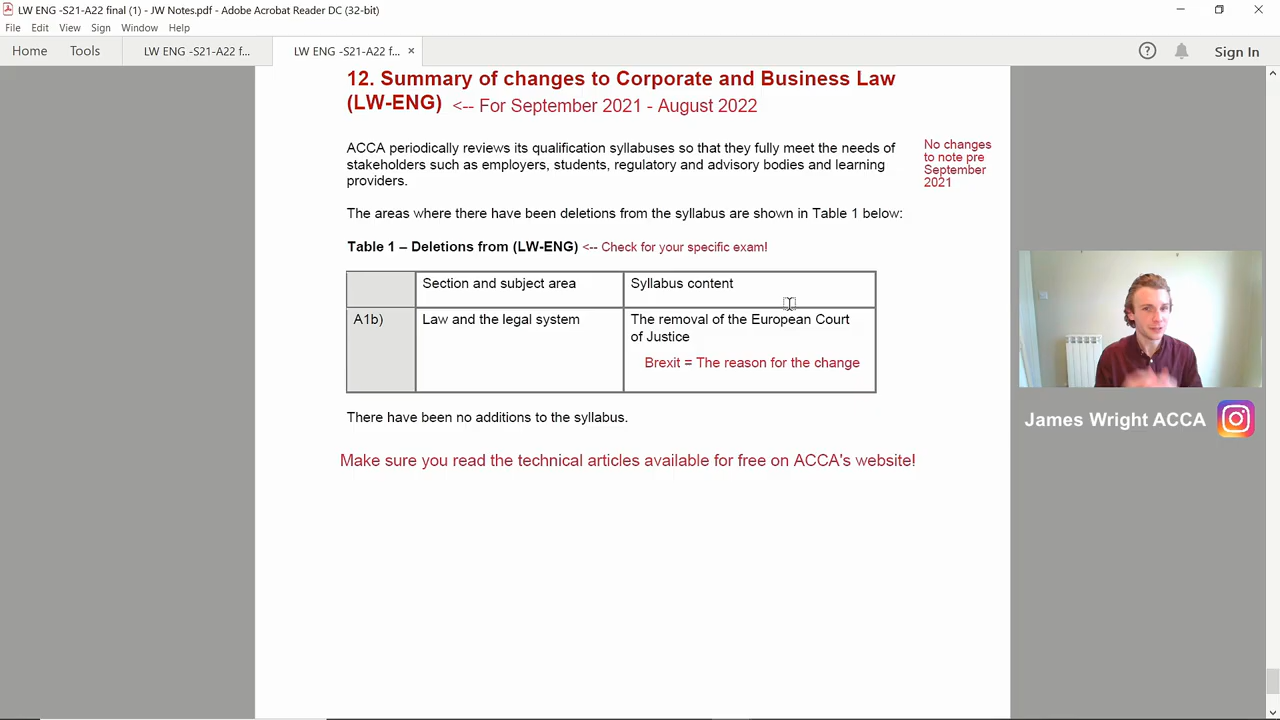 LW ENG -S21-A22 final (1) - JW Notes.pdf - Adobe Acrobat Reader DC (32-bit)
File Edit View Sign Window Help
Home Tools LW ENG -S21-A22 f... LW ENG -S21-A22 f... × ? Sign In
12. Summary of changes to Corporate and Business Law
(LW-ENG) <-- For September 2021 - August 2022
ACCA periodically reviews its qualification syllabuses so that they fully meet the needs of
stakeholders such as employers, students, regulatory and advisory bodies and learning
providers.
No changes
to note pre
September
2021
The areas where there have been deletions from the syllabus are shown in Table 1 below:
Table 1 – Deletions from (LW-ENG) <-- Check for your specific exam!
Section and subject area Syllabus content
A1b) Law and the legal system The removal of the European Court
of Justice
Brexit = The reason for the change
There have been no additions to the syllabus.
Make sure you read the technical articles available for free on ACCA's website!
James Wright ACCA